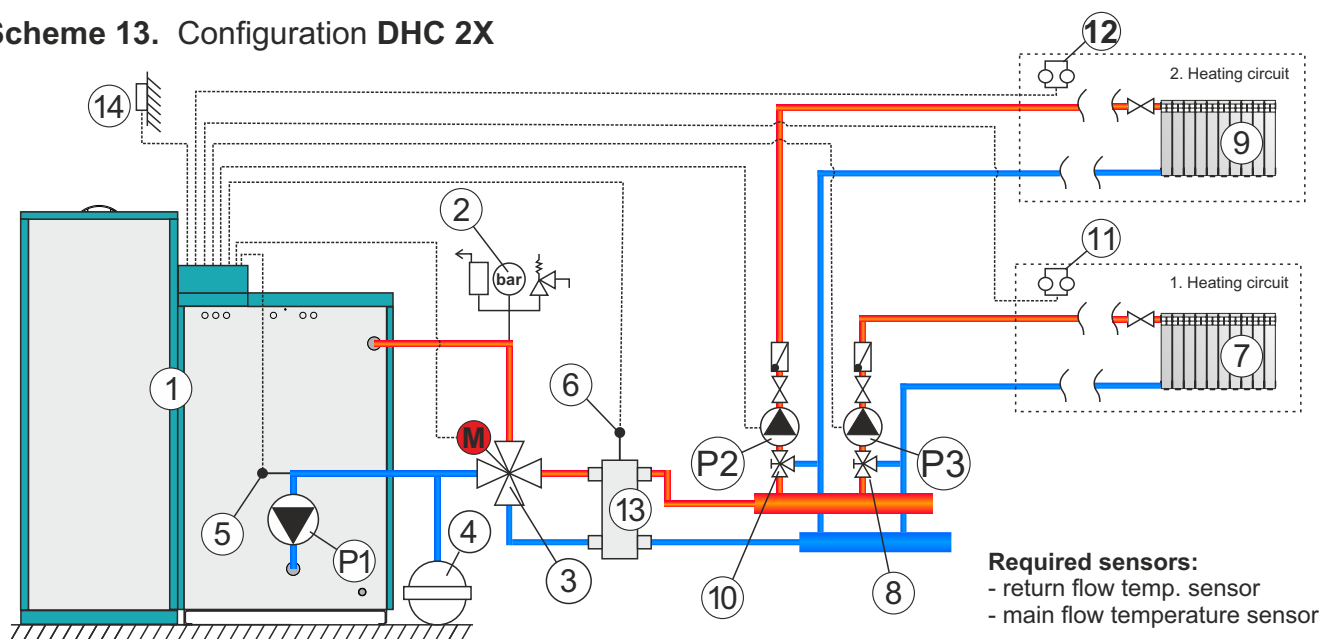 Scheme 13. Configuration DHC 2X
12
2. Heating circuit
14
9
2
11
bar
1. Heating circuit
7
1
6
M
P2
P3
13
5
P1
4
3
10
8
Required sensors:
- return flow temp. sensor
- main flow temperature sensor